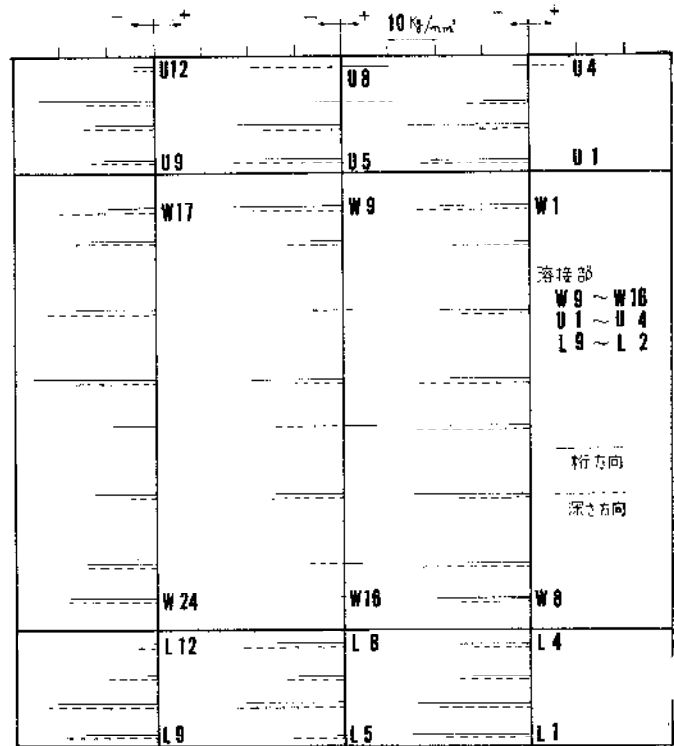 − + − + 10 Kg/mm² − +
U12 U8 U4
U9 U5 U1
W17 W9 W1
溶接部
W9 ~ W16
U1 ~ U4
L9 ~ L2
桁方向
深さ方向
W24 W16 W8
L12 L8 L4
L9 L5 L1